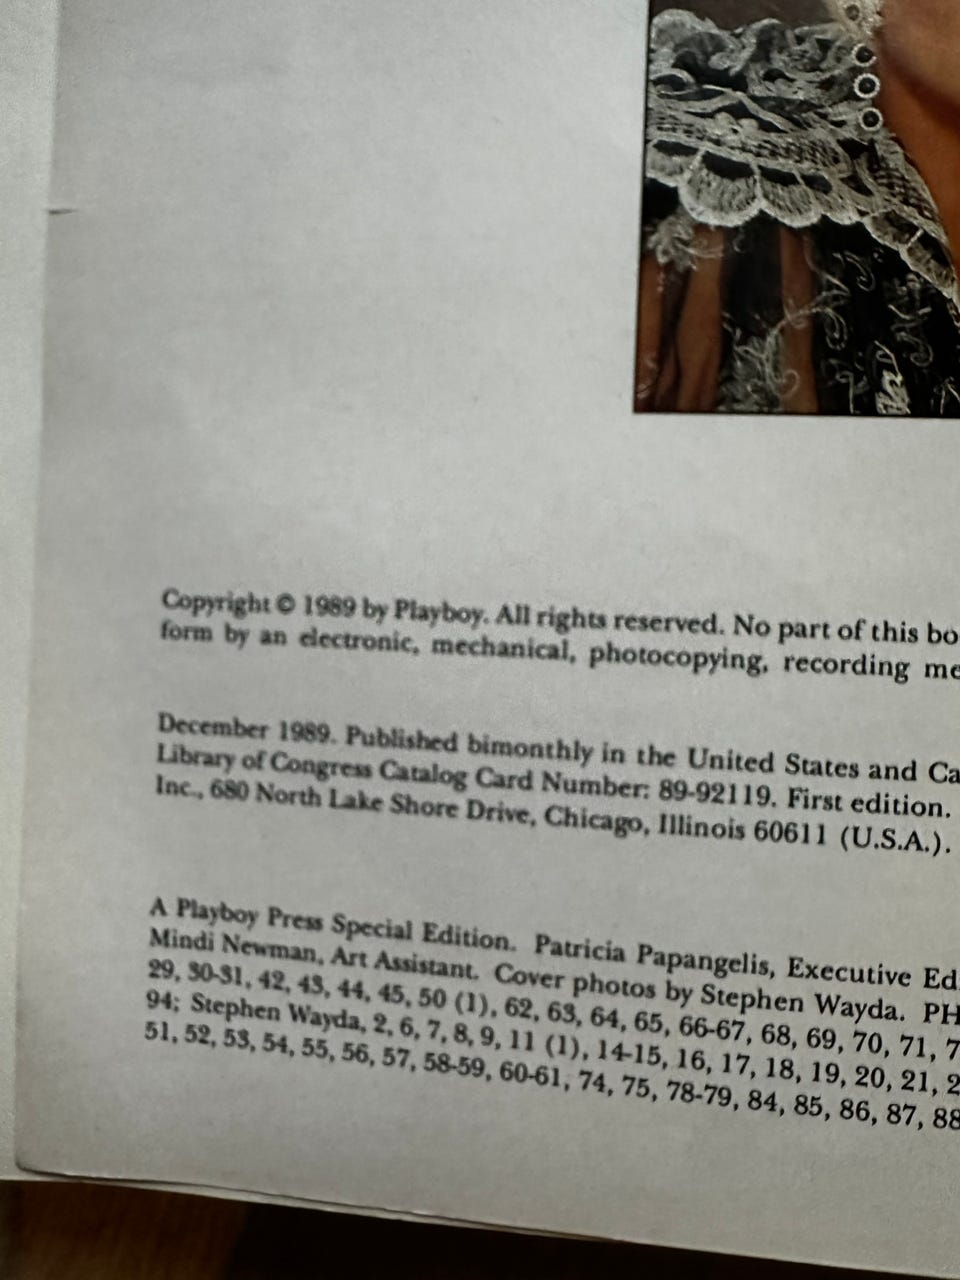 Copyright © 1989 by Playboy. All rights reserved. No part of this bo
form by an electronic, mechanical, photocopying, recording me
December 1989. Published bimonthly in the United States and Ca
Library of Congress Catalog Card Number: 89-92119. First edition.
Inc., 680 North Lake Shore Drive, Chicago, Illinois 60611 (U.S.A.).
A Playboy Press Special Edition. Patricia Papangelis, Executive Ed
Mindi Newman, Art Assistant. Cover photos by Stephen Wayda. PH
29, 30-31, 42, 43, 44, 45, 50 (1), 62, 63, 64, 65, 66-67, 68, 69, 70, 71, 7
94; Stephen Wayda, 2, 6, 7, 8, 9, 11 (1), 14-15, 16, 17, 18, 19, 20, 21, 2
51, 52, 53, 54, 55, 56, 57, 58-59, 60-61, 74, 75, 78-79, 84, 85, 86, 87, 88